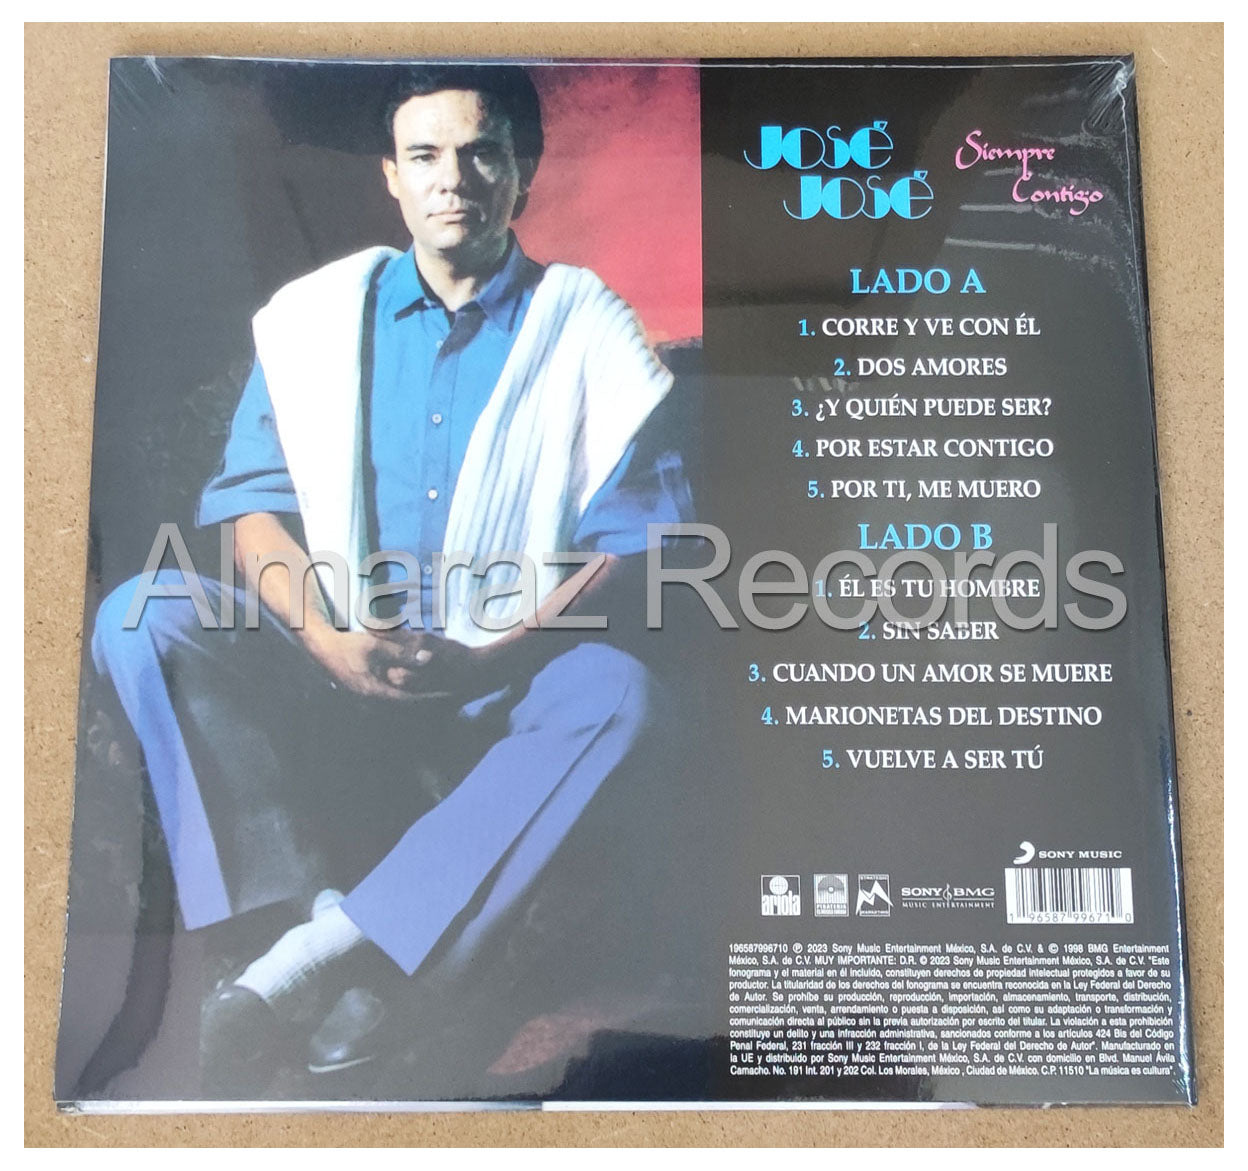 José
José
Siempre
Contigo
LADO A
1. CORRE Y VE CON ÉL
2. DOS AMORES
3. ¿Y QUIÉN PUEDE SER?
4. POR ESTAR CONTIGO
5. POR TI, ME MUERO
LADO B
Almaraz Records
1. ÉL ES TU HOMBRE
2. SIN SABER
3. CUANDO UN AMOR SE MUERE
4. MARIONETAS DEL DESTINO
5. VUELVE A SER TÚ
SONY MUSIC
ariola
PIRATERIA
STRATEGIC
MARKETING
SONY BMG
MUSIC ENTERTAINMENT
1 96587 99671 0
196587996710 ℗ 2023 Sony Music Entertainment México, S.A. de C.V. & © 1998 BMG Entertainment
México, S.A. de C.V. MUY IMPORTANTE: D.R. © 2023 Sony Music Entertainment México, S.A. de C.V. "Este
fonograma y el material en él incluido, constituyen derechos de propiedad intelectual protegidos a favor de su
productor. La titularidad de los derechos del fonograma se encuentra reconocida en la Ley Federal del Derecho
de Autor. Se prohíbe su producción, reproducción, importación, almacenamiento, transporte, distribución,
comercialización, venta, arrendamiento o puesta a disposición, así como su adaptación o transformación y
comunicación directa al público sin la previa autorización por escrito del titular. La violación a esta prohibición
constituye un delito y una infracción administrativa, sancionados conforme a los artículos 424 Bis del Código
Penal Federal, 231 fracción III y 232 fracción I, de la Ley Federal del Derecho de Autor". Manufacturado en
la UE y distribuido por Sony Music Entertainment México, S.A. de C.V. con domicilio en Blvd. Manuel Ávila
Camacho. No. 191 Int. 201 y 202 Col. Los Morales, México , Ciudad de México. C.P. 11510 "La música es cultura".